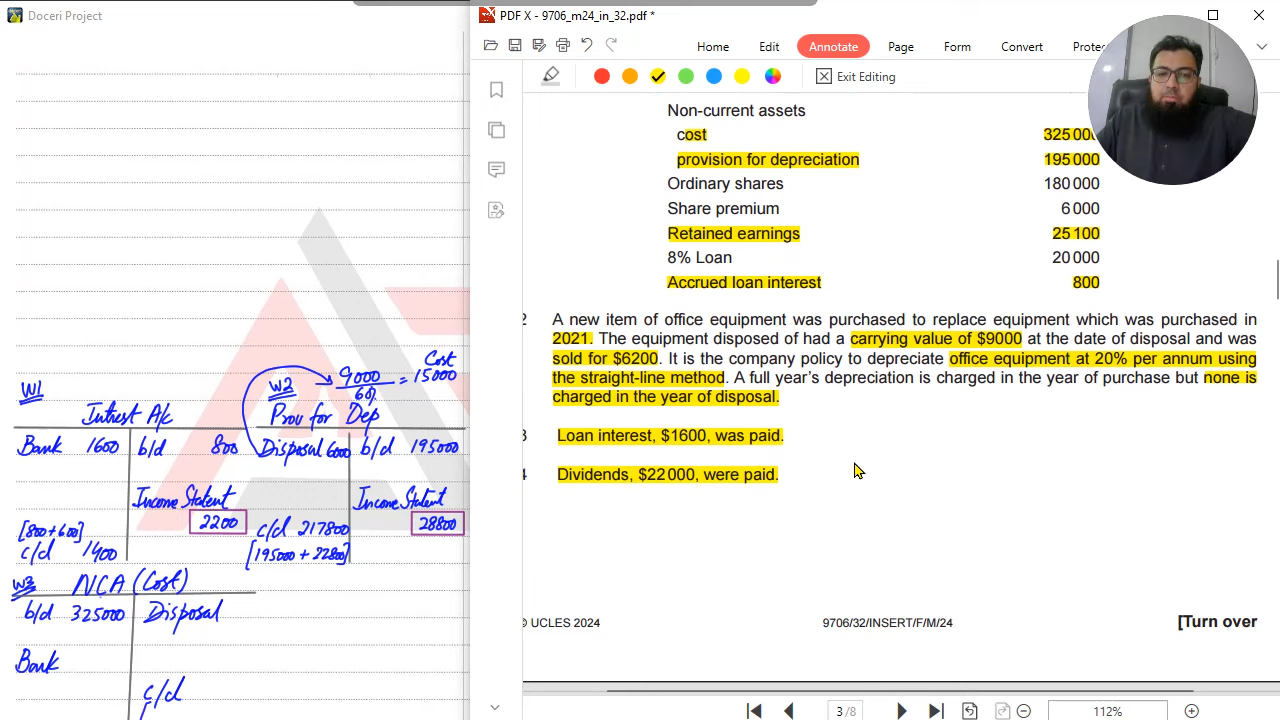 Doceri Project
PDF X - 9706_m24_in_32.pdf *
Home Edit Annotate Page Form Convert Protec
Exit Editing
Non-current assets
cost 325 000
provision for depreciation 195 000
Ordinary shares 180 000
Share premium 6 000
Retained earnings 25 100
8% Loan 20 000
Accrued loan interest 800
2 A new item of office equipment was purchased to replace equipment which was purchased in
2021. The equipment disposed of had a carrying value of $9000 at the date of disposal and was
sold for $6200. It is the company policy to depreciate office equipment at 20% per annum using
the straight-line method. A full year's depreciation is charged in the year of purchase but none is
charged in the year of disposal.
3 Loan interest, $1600, was paid.
4 Dividends, $22 000, were paid.
© UCLES 2024 9706/32/INSERT/F/M/24 [Turn over
3 /8
112%
W1
Intrest A/c
Bank 1600 b/d 800
Income Statent
2200
[800+600]
c/d 1400
W2 9000 / 60% = Cost 15000
Prov for Dep
Disposal 6000 b/d 195000
Income Statent
28800
c/d 217800
[195000 + 22800]
W3 NCA (Cost)
b/d 325000 Disposal
Bank
c/d